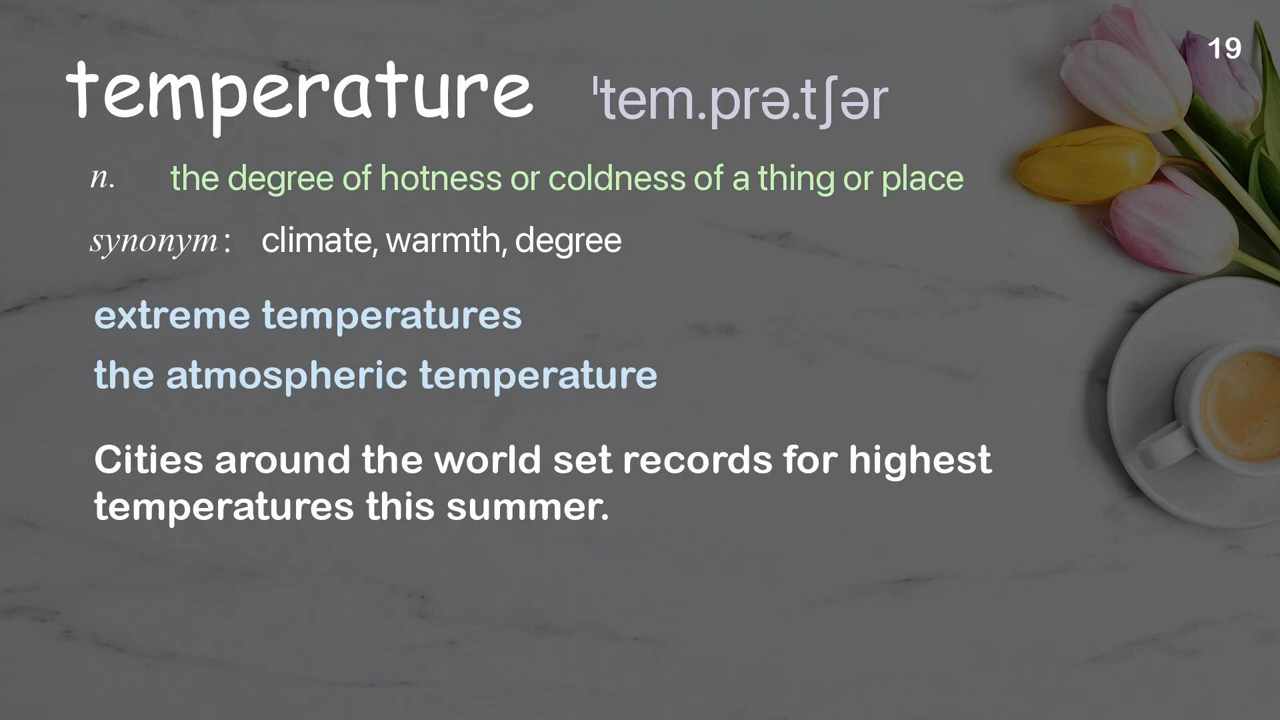 19
temperature ˈtem.prə.tʃər
n. the degree of hotness or coldness of a thing or place
synonym: climate, warmth, degree
extreme temperatures
the atmospheric temperature
Cities around the world set records for highest
temperatures this summer.